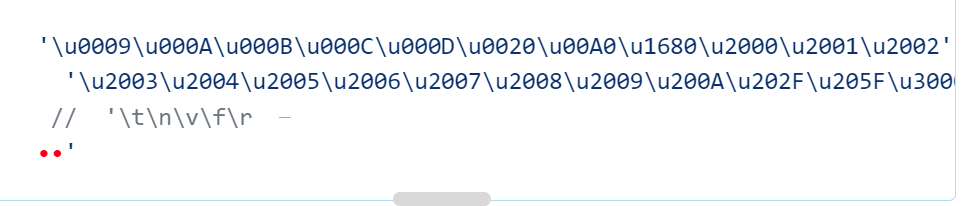 '\u0009\u000A\u000B\u000C\u000D\u0020\u00A0\u1680\u2000\u2001\u2002'
'\u2003\u2004\u2005\u2006\u2007\u2008\u2009\u200A\u202F\u205F\u300
// '\t\n\v\f\r –
••'